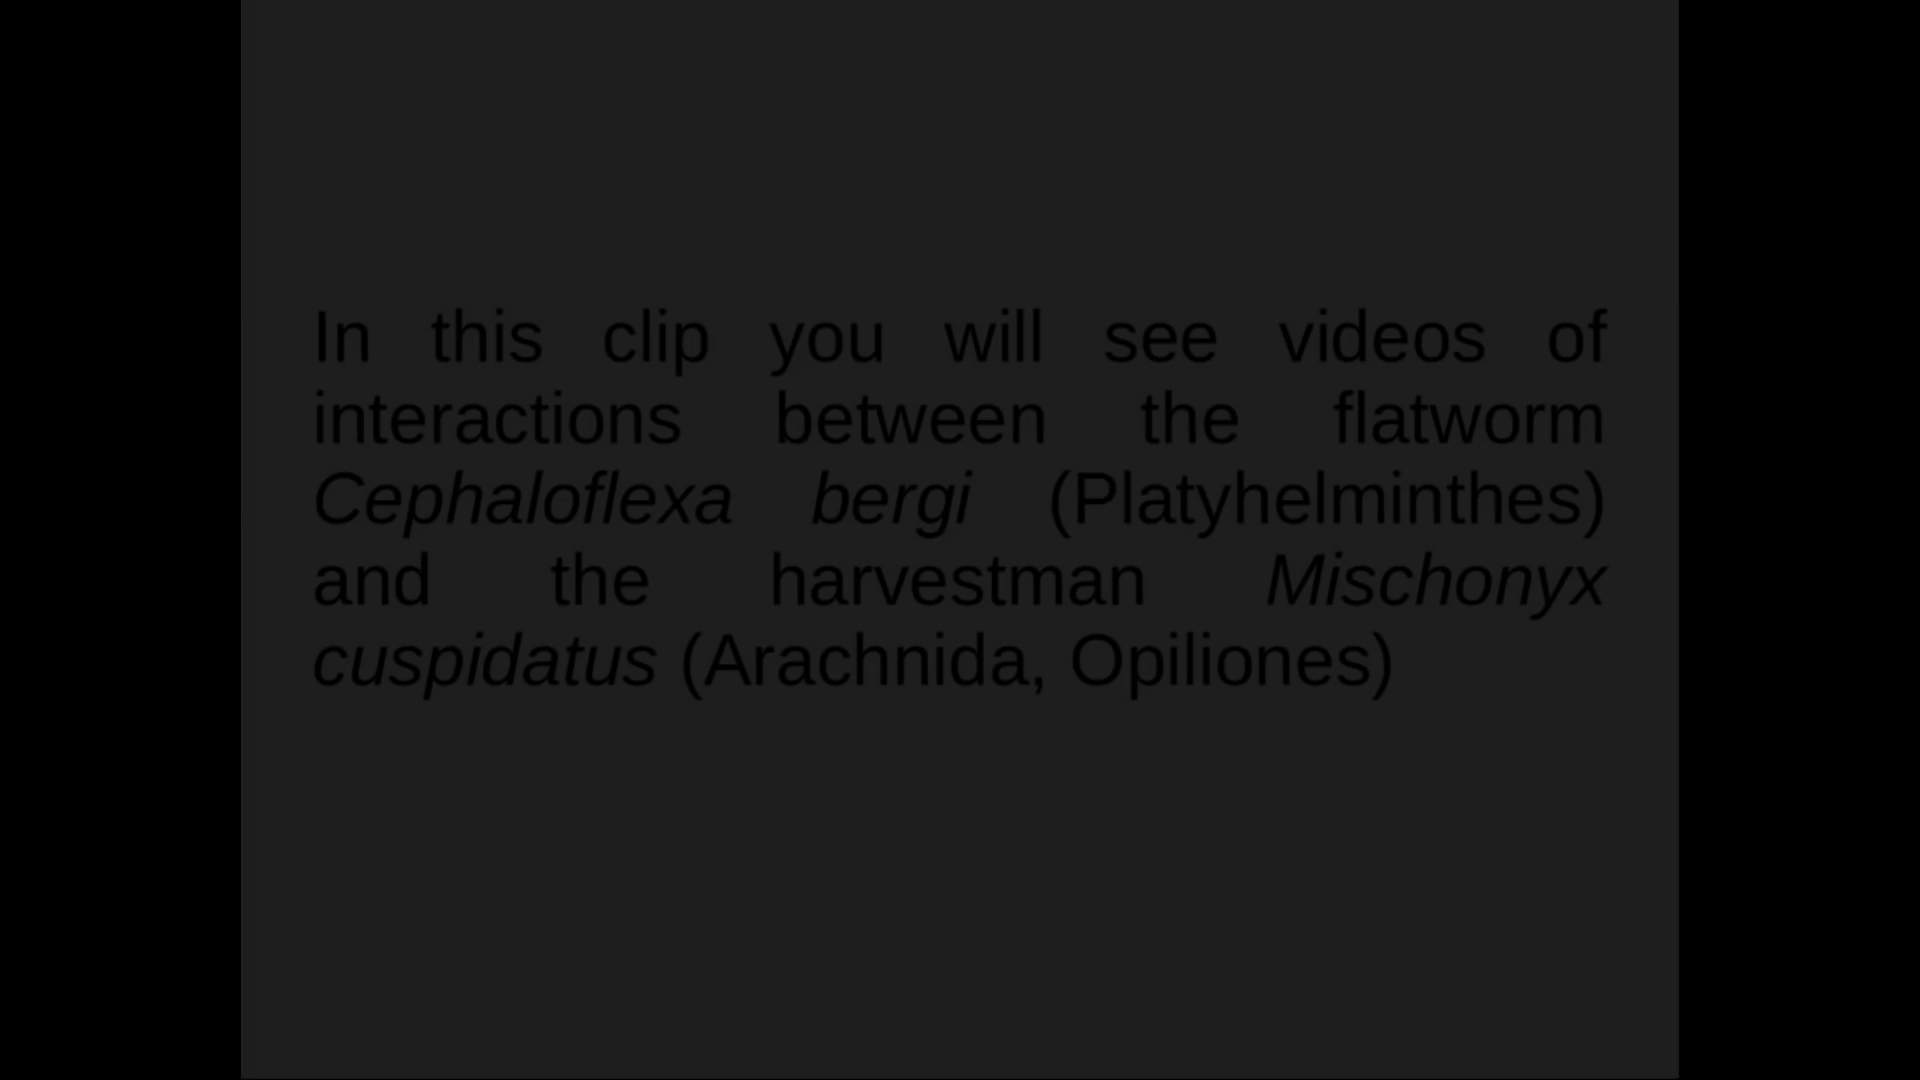 In this clip you will see videos of
interactions between the flatworm
Cephaloflexa bergi (Platyhelminthes)
and the harvestman Mischonyx
cuspidatus (Arachnida, Opiliones)